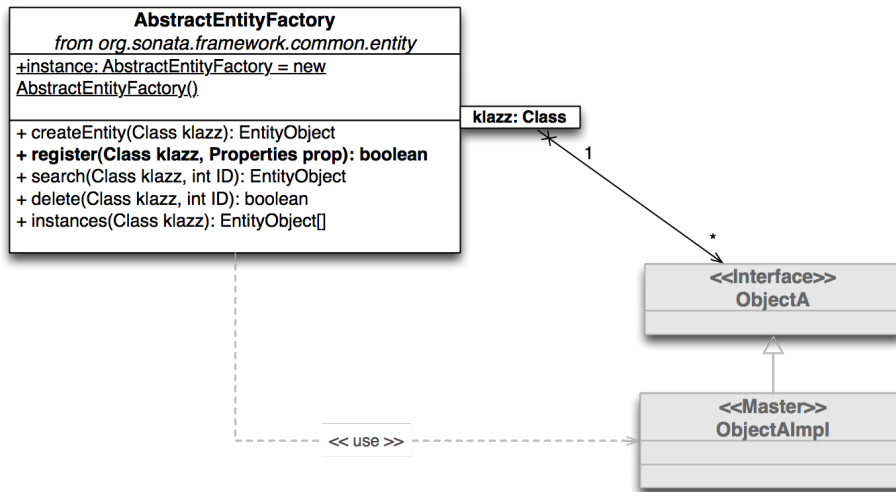 AbstractEntityFactory
from org.sonata.framework.common.entity
+instance: AbstractEntityFactory = new
AbstractEntityFactory()
+ createEntity(Class klazz): EntityObject
+ register(Class klazz, Properties prop): boolean
+ search(Class klazz, int ID): EntityObject
+ delete(Class klazz, int ID): boolean
+ instances(Class klazz): EntityObject[]
klazz: Class
1
*
<<Interface>>
ObjectA
<<Master>>
ObjectAImpl
<< use >>